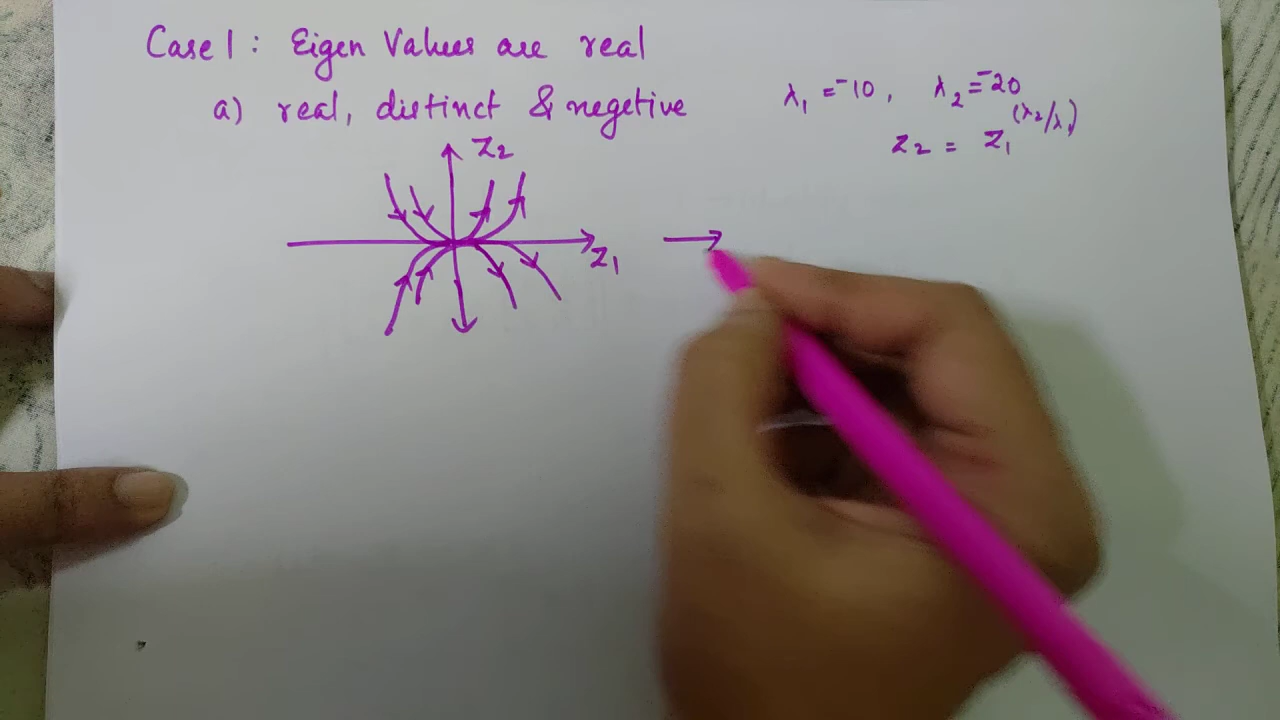 Case 1 : Eigen Values are real
a) real, distinct & negetive
λ₁ = -10, λ₂ = -20
z₂ = z₁^(λ₂/λ₁)
z₂
z₁